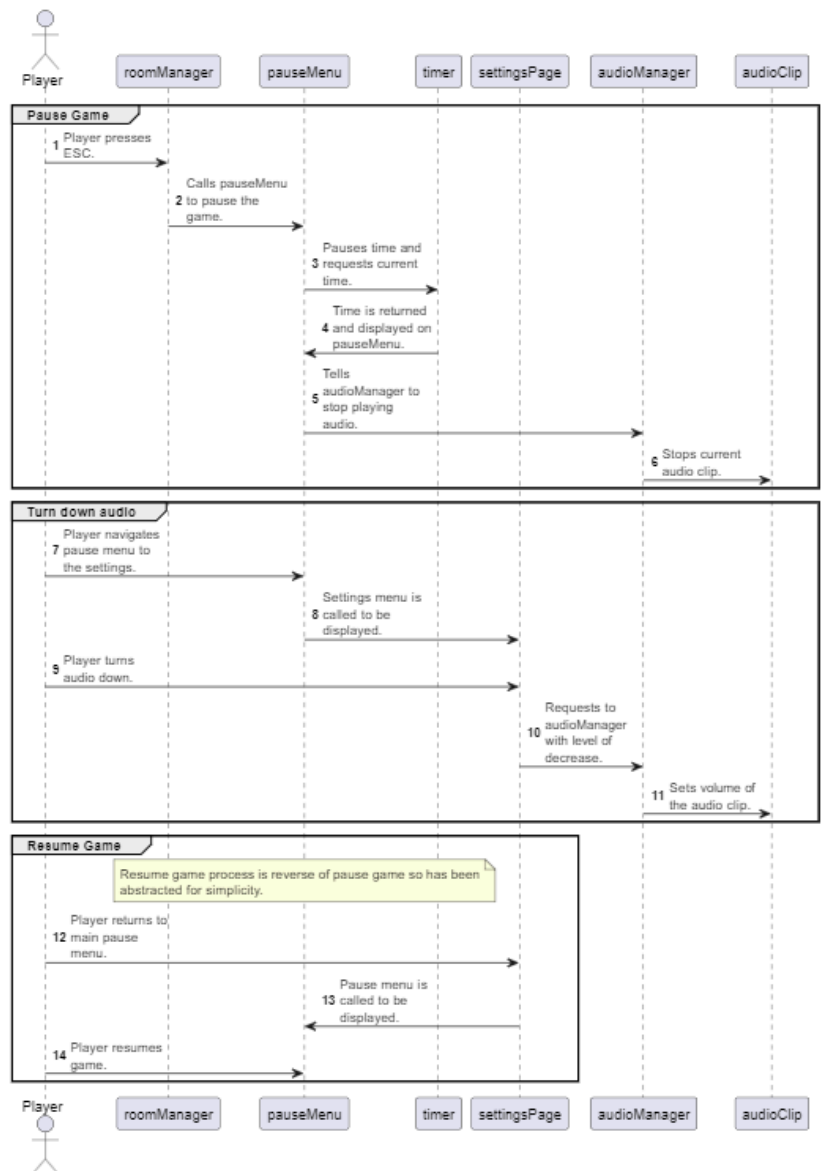 Player
roomManager
pauseMenu
timer
settingsPage
audioManager
audioClip
Pause Game
1 Player presses
ESC.
Calls pauseMenu
2 to pause the
game.
Pauses time and
3 requests current
time.
Time is returned
4 and displayed on
pauseMenu.
Tells
audioManager to
5 stop playing
audio.
6 Stops current
audio clip.
Turn down audio
Player navigates
7 pause menu to
the settings.
Settings menu is
8 called to be
displayed.
9 Player turns
audio down.
Requests to
audioManager
10 with level of
decrease.
11 Sets volume of
the audio clip.
Resume Game
Resume game process is reverse of pause game so has been
abstracted for simplicity.
Player returns to
12 main pause
menu.
Pause menu is
13 called to be
displayed.
14 Player resumes
game.
Player
roomManager
pauseMenu
timer
settingsPage
audioManager
audioClip